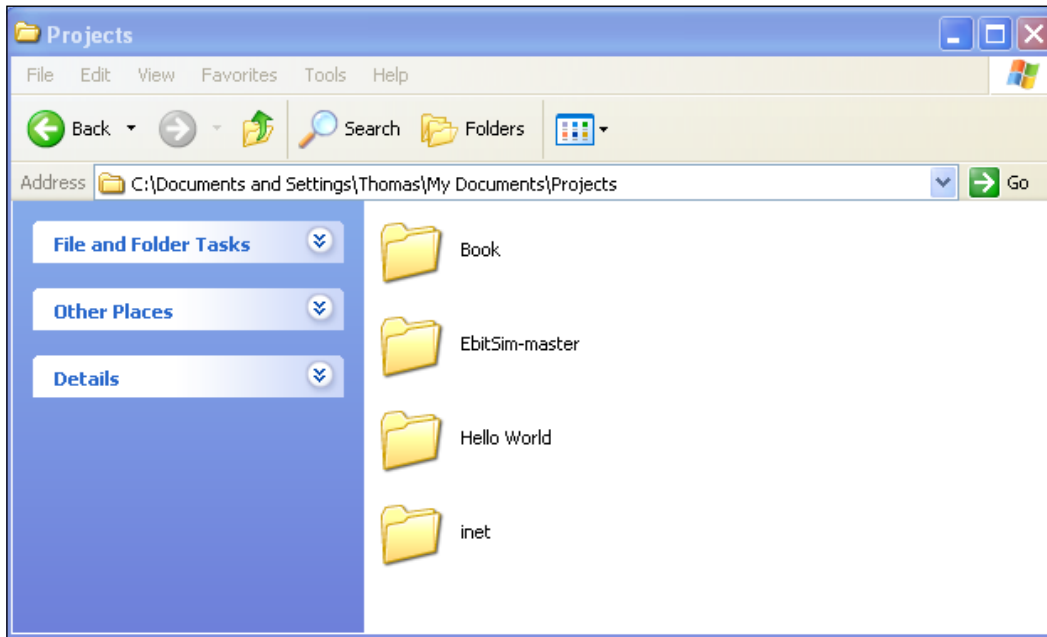 Projects
File Edit View Favorites Tools Help
Back Search Folders
Address C:\Documents and Settings\Thomas\My Documents\Projects Go
File and Folder Tasks
Other Places
Details
Book
EbitSim-master
Hello World
inet